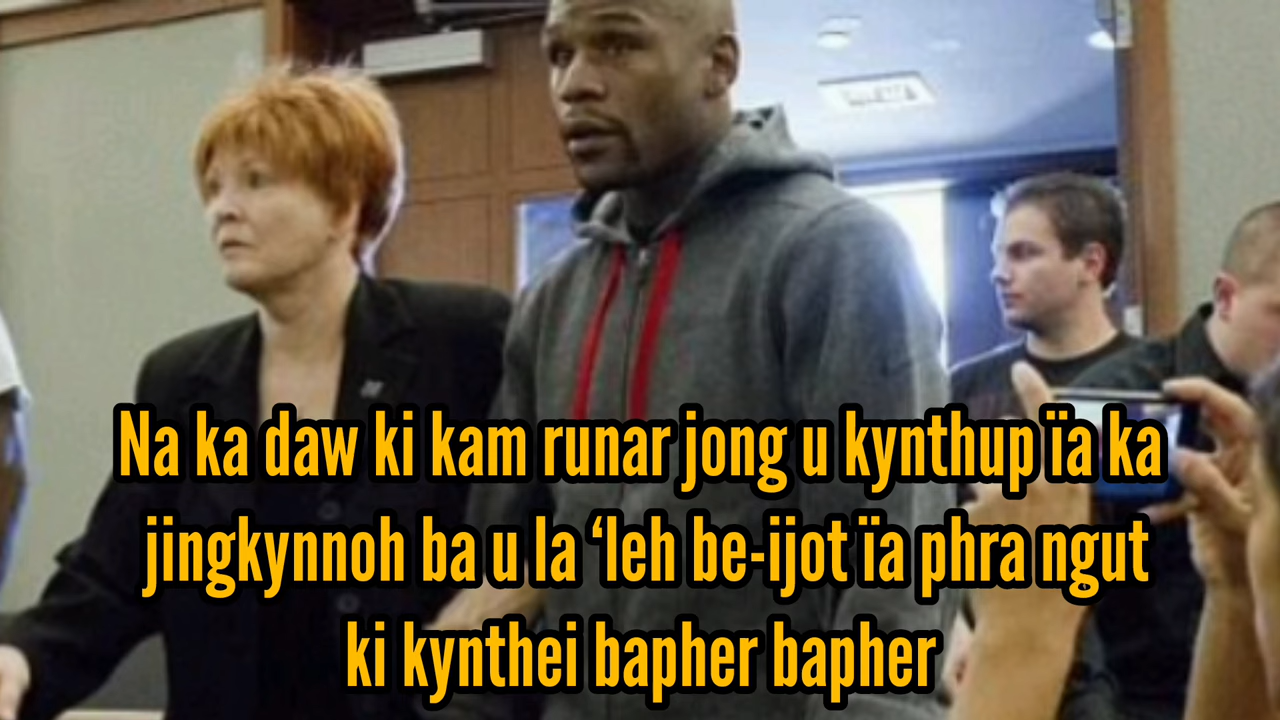 Na ka daw ki kam runar jong u kynthup ïa ka
jingkynnoh ba u la ‘leh be-ijot ïa phra ngut
ki kynthei bapher bapher